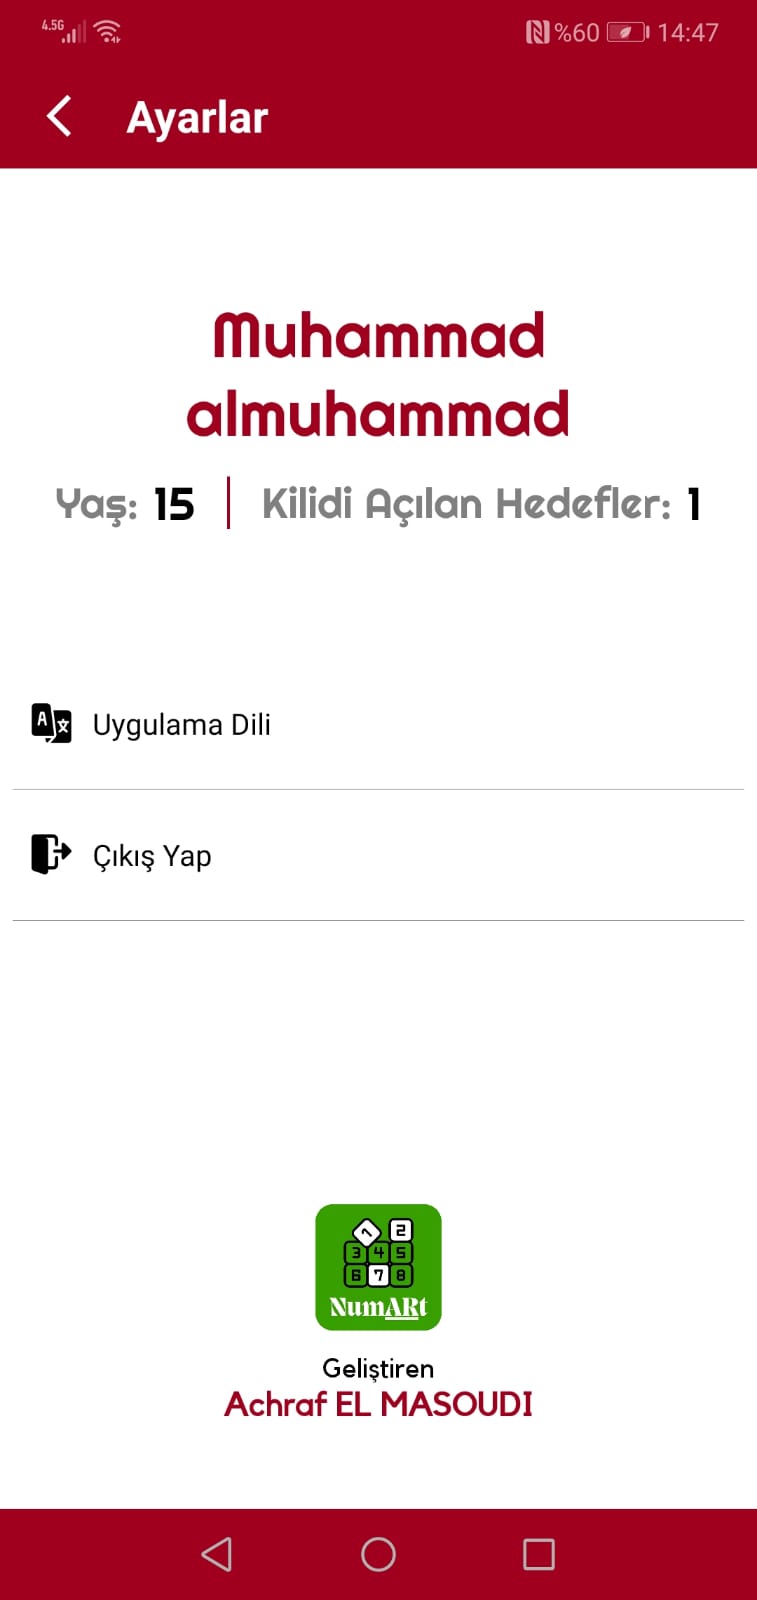 4.5G %60 14:47
Ayarlar
Muhammad
almuhammad
Yaş: 15 Kilidi Açılan Hedefler: 1
A 文 Uygulama Dili
Çıkış Yap
1 2
3 4 5
6 7 8
NumARt
Geliştiren
Achraf EL MASOUDI